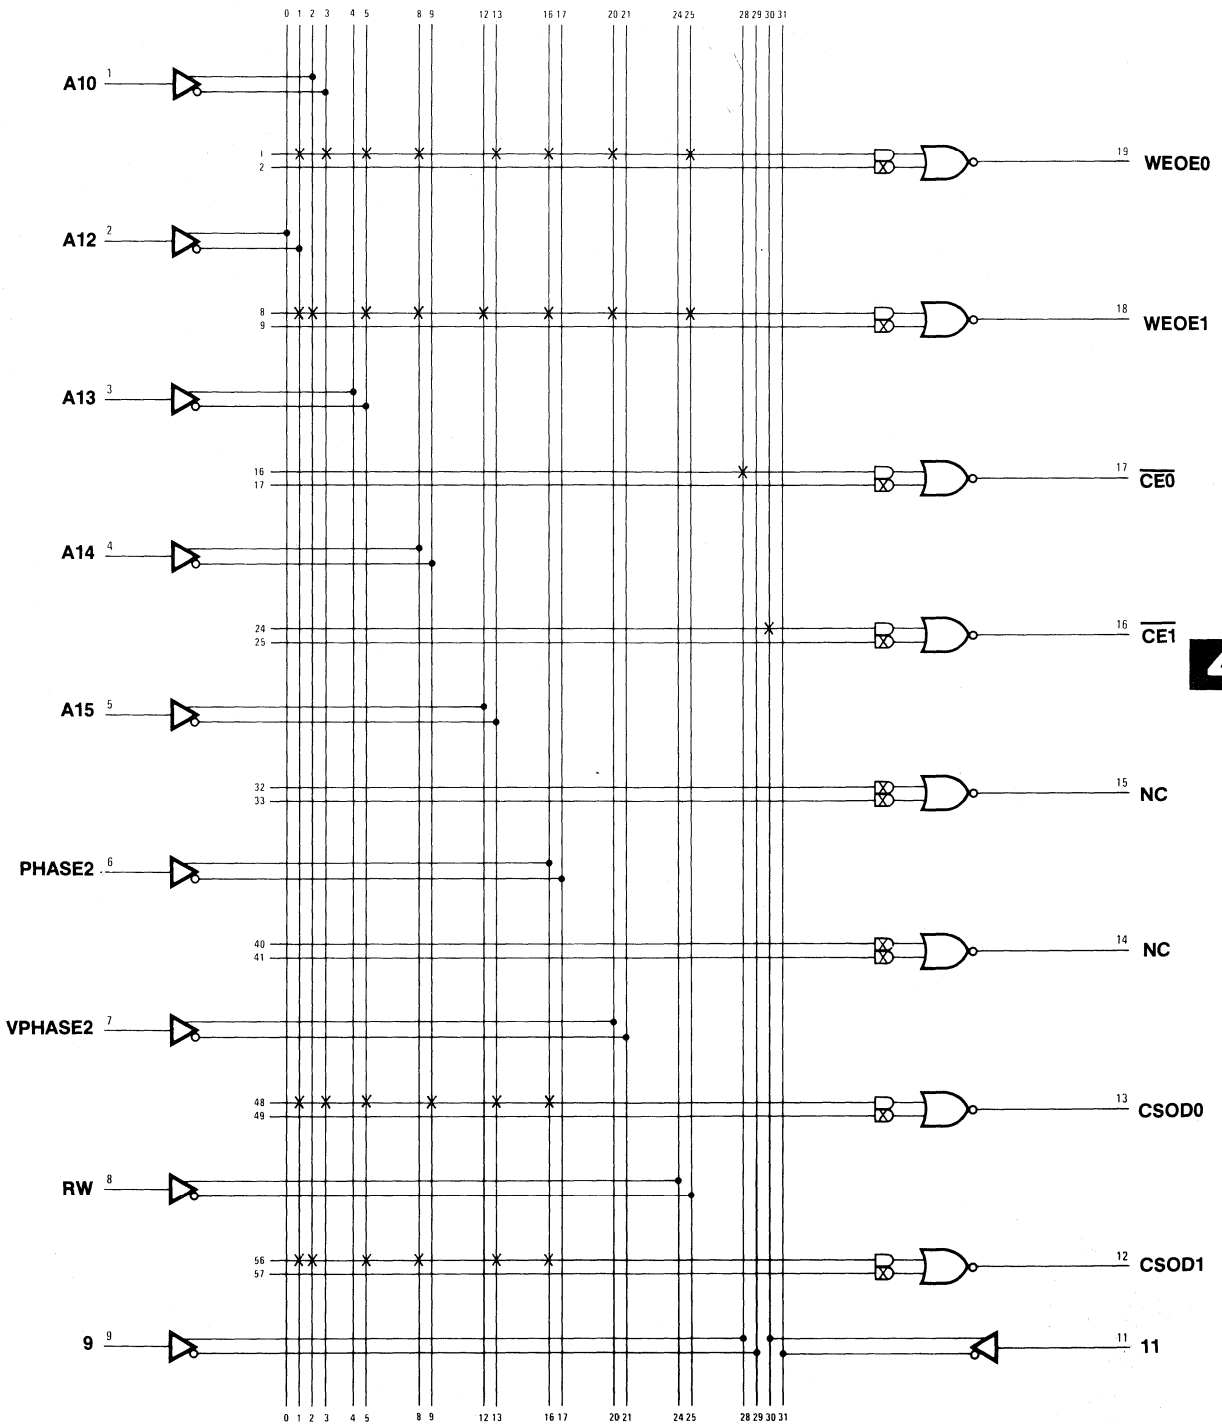 0 1 2 3 4 5 8 9 12 13 16 17 20 21 24 25 28 29 30 31
A10 1
1
2
19 WEOE0
A12 2
8
9
18 WEOE1
A13 3
16
17
17 CE0
A14 4
24
25
16 CE1
4
A15 5
32
33
15 NC
PHASE2 6
40
41
14 NC
VPHASE2 7
48
49
13 CSOD0
RW 8
56
57
12 CSOD1
9 9
11 11
0 1 2 3 4 5 8 9 12 13 16 17 20 21 24 25 28 29 30 31